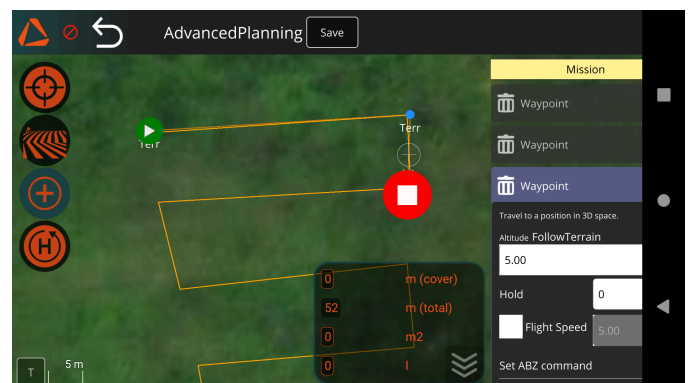 AdvancedPlanning
Save
Mission
Waypoint
Waypoint
Waypoint
Travel to a position in 3D space.
Altitude FollowTerrain
5.00
Hold 0
Flight Speed 5.00
Set ABZ command
Terr
Terr
H
0 m (cover)
52 m (total)
0 m2
0 l
T
5 m